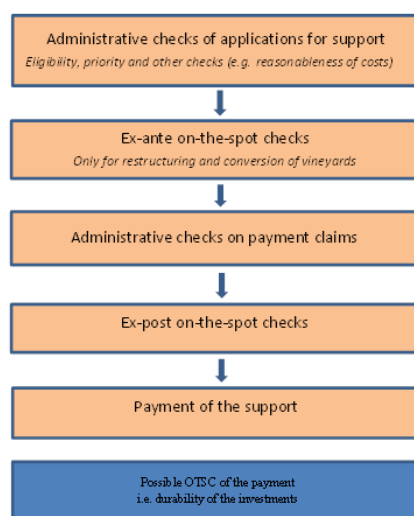 Administrative checks of applications for support
Eligibility, priority and other checks (e.g. reasonableness of costs)
Ex-ante on-the-spot checks
Only for restructuring and conversion of vineyards
Administrative checks on payment claims
Ex-post on-the-spot checks
Payment of the support
Possible OTSC of the payment
i.e. durability of the investments